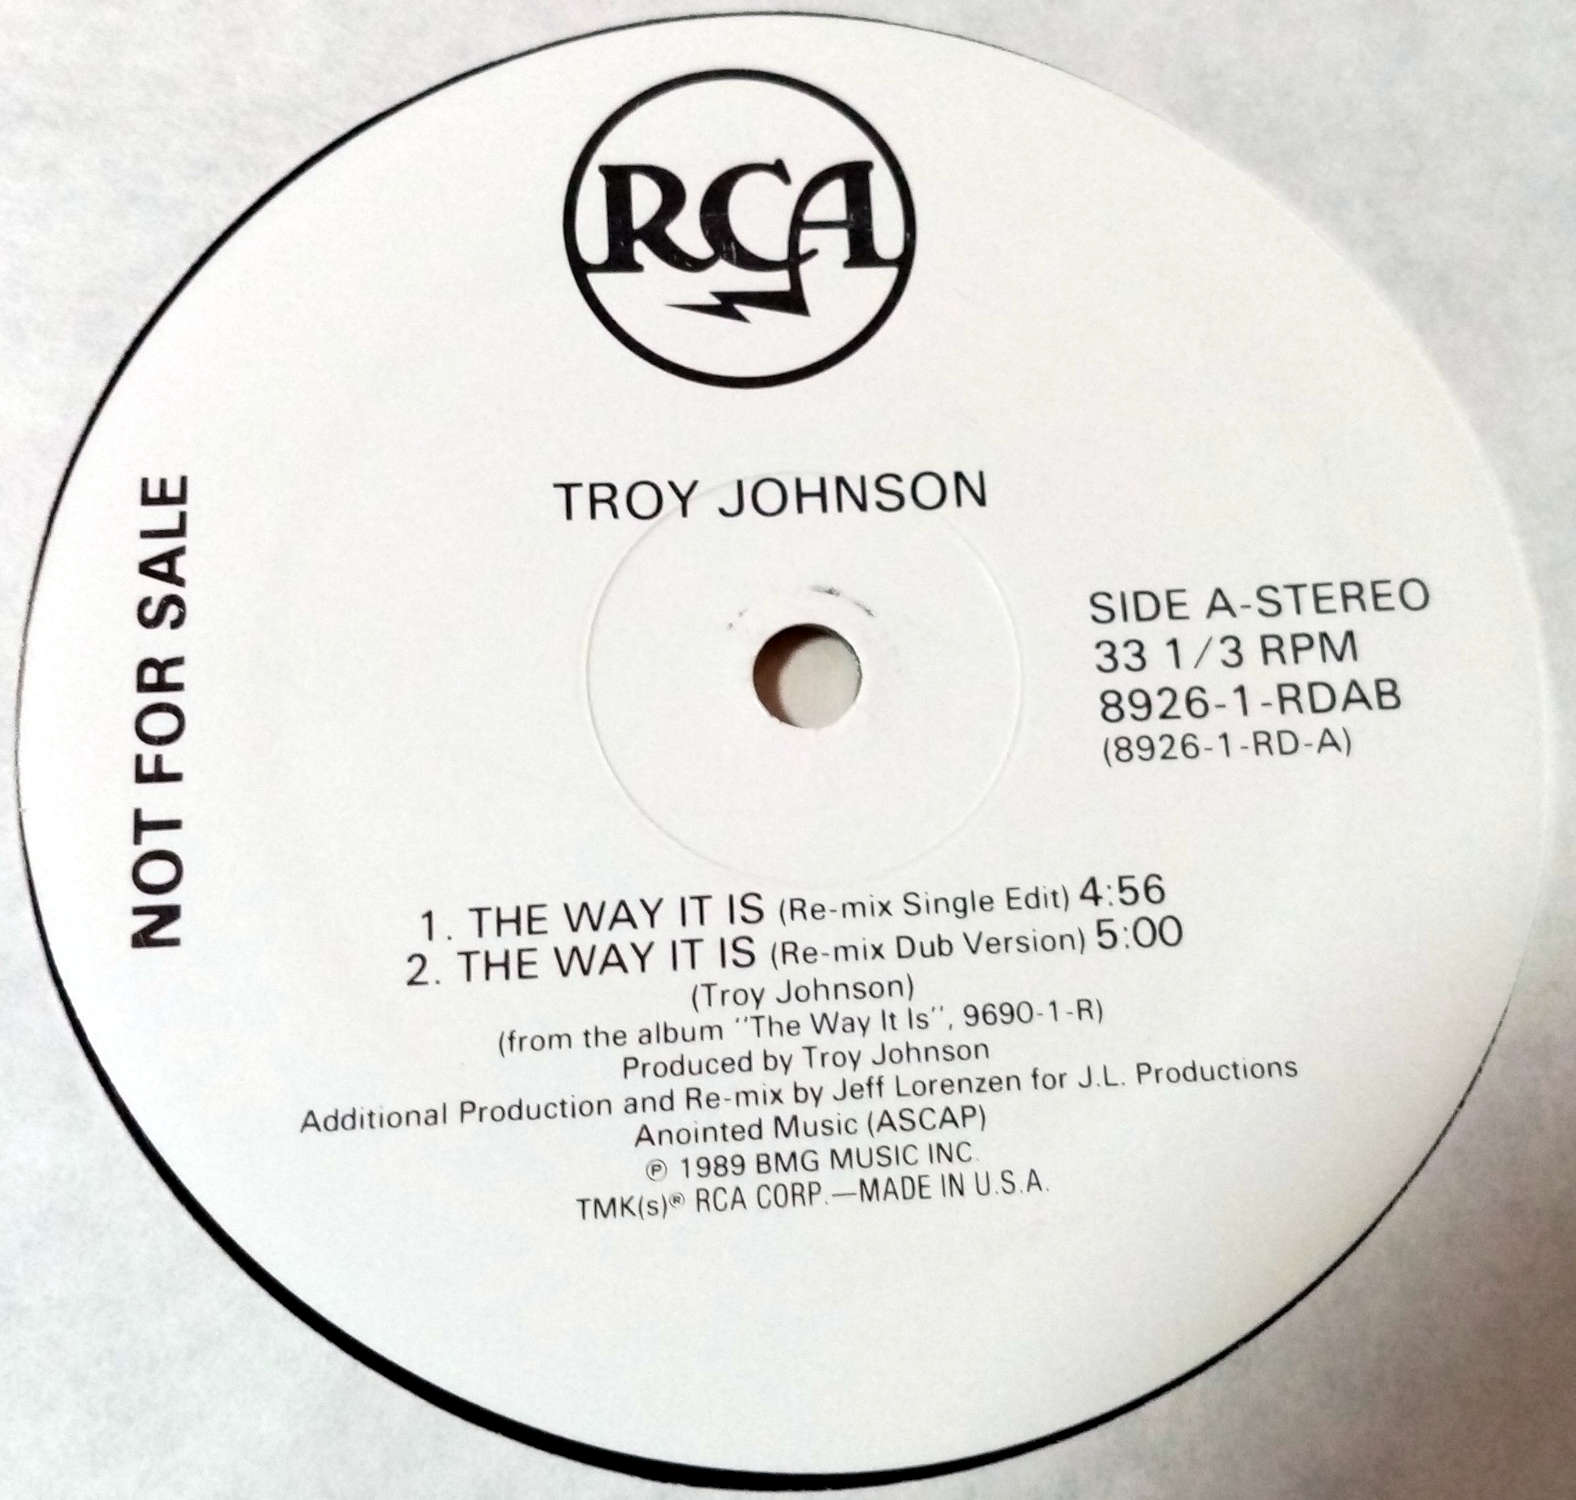 RCA
TROY JOHNSON
NOT FOR SALE
SIDE A-STEREO
33 1/3 RPM
8926-1-RDAB
(8926-1-RD-A)
1. THE WAY IT IS (Re-mix Single Edit) 4:56
2. THE WAY IT IS (Re-mix Dub Version) 5:00
(Troy Johnson)
(from the album "The Way It Is", 9690-1-R)
Produced by Troy Johnson
Additional Production and Re-mix by Jeff Lorenzen for J.L. Productions
Anointed Music (ASCAP)
℗ 1989 BMG MUSIC INC.
TMK(s)® RCA CORP.—MADE IN U.S.A.